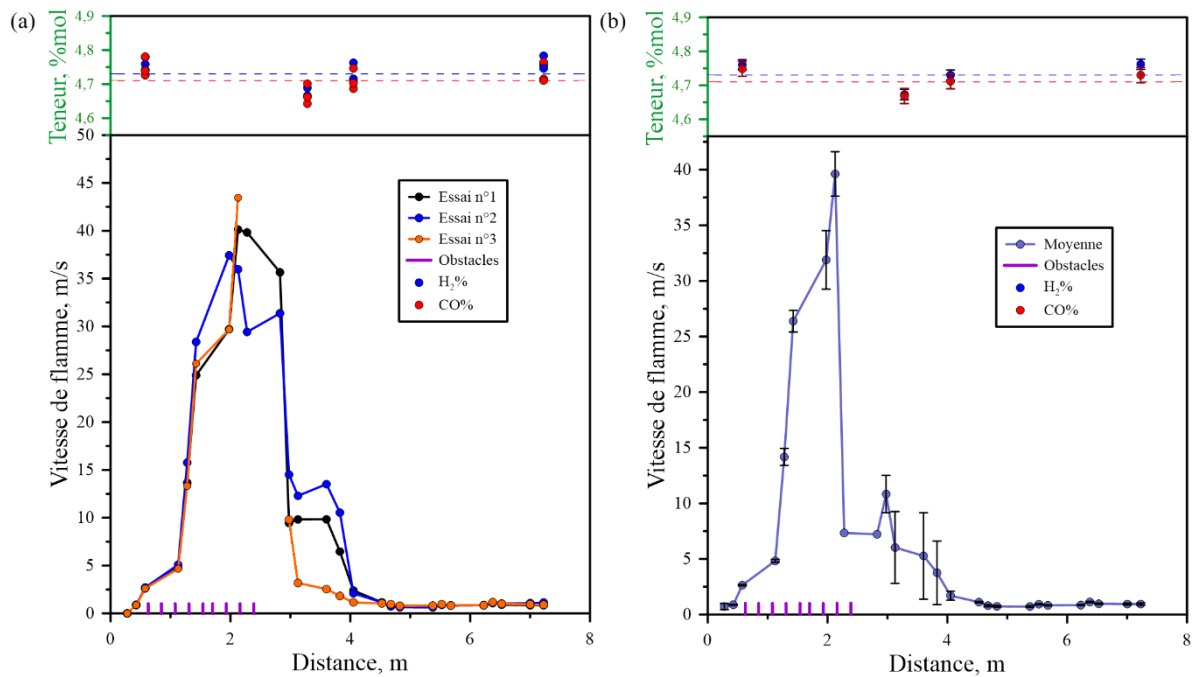 (a)
Teneur, %mol
4,9
4,8
4,7
4,6
Vitesse de flamme, m/s
50
45
40
35
30
25
20
15
10
5
0
Essai n°1
Essai n°2
Essai n°3
Obstacles
H₂%
CO%
0 2 4 6 8
Distance, m
(b)
Teneur, %mol
4,9
4,8
4,7
4,6
Vitesse de flamme, m/s
40
35
30
25
20
15
10
5
0
Moyenne
Obstacles
H₂%
CO%
0 2 4 6 8
Distance, m